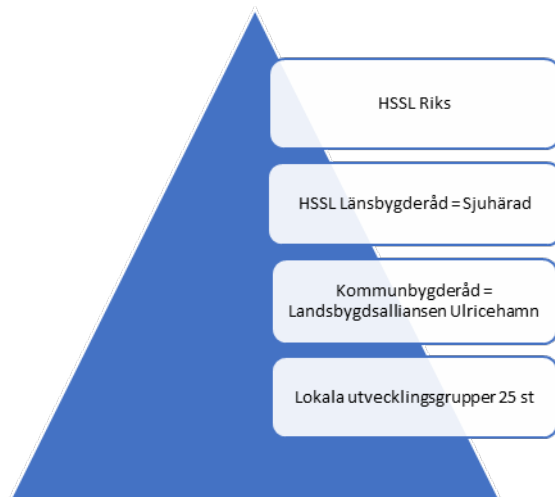 HSSL Riks
HSSL Länsbygderåd = Sjuhärad
Kommunbygderåd =
Landsbygdsalliansen Ulricehamn
Lokala utvecklingsgrupper 25 st